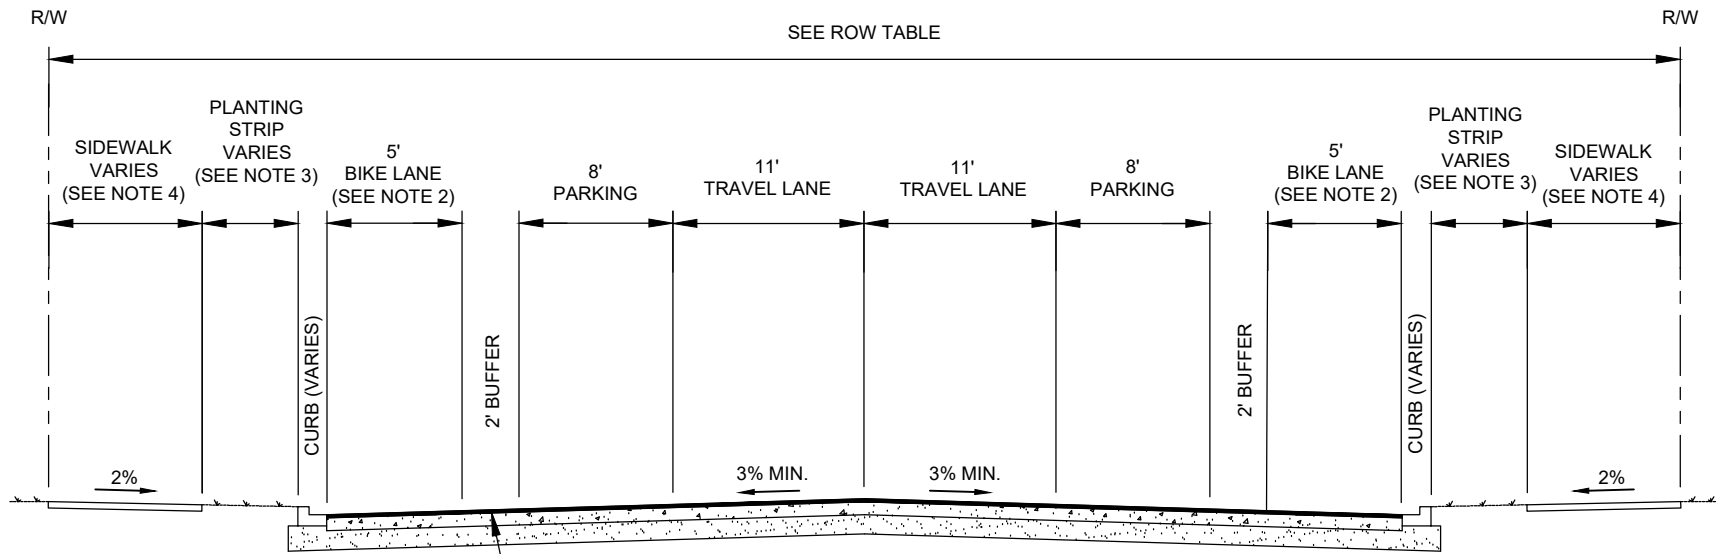 R/W
R/W
SEE ROW TABLE
SIDEWALK
VARIES
(SEE NOTE 4)
PLANTING
STRIP
VARIES
(SEE NOTE 3)
5'
BIKE LANE
(SEE NOTE 2)
8'
PARKING
11'
TRAVEL LANE
11'
TRAVEL LANE
8'
PARKING
5'
BIKE LANE
(SEE NOTE 2)
PLANTING
STRIP
VARIES
(SEE NOTE 3)
SIDEWALK
VARIES
(SEE NOTE 4)
CURB (VARIES)
2' BUFFER
2' BUFFER
CURB (VARIES)
2%
3% MIN.
3% MIN.
2%